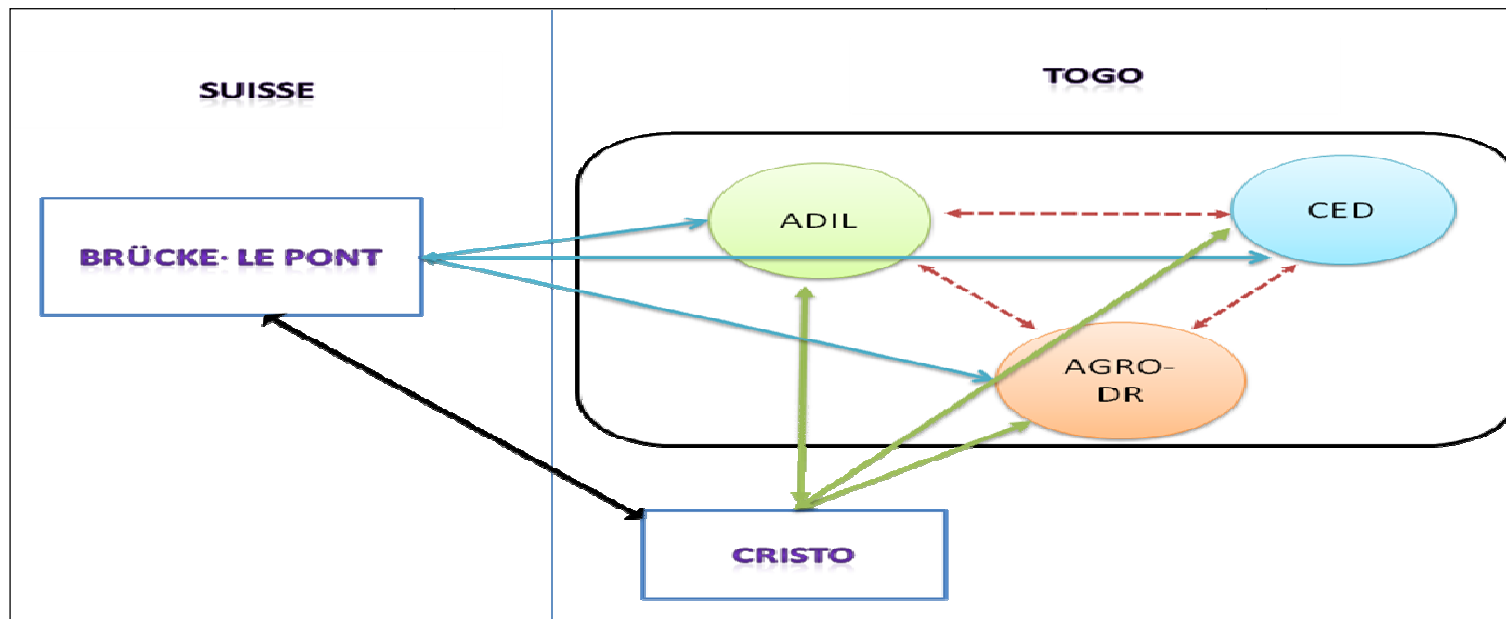 SUISSE
TOGO
BRÜCKE- LE PONT
ADIL
CED
AGRO-
DR
CRISTO